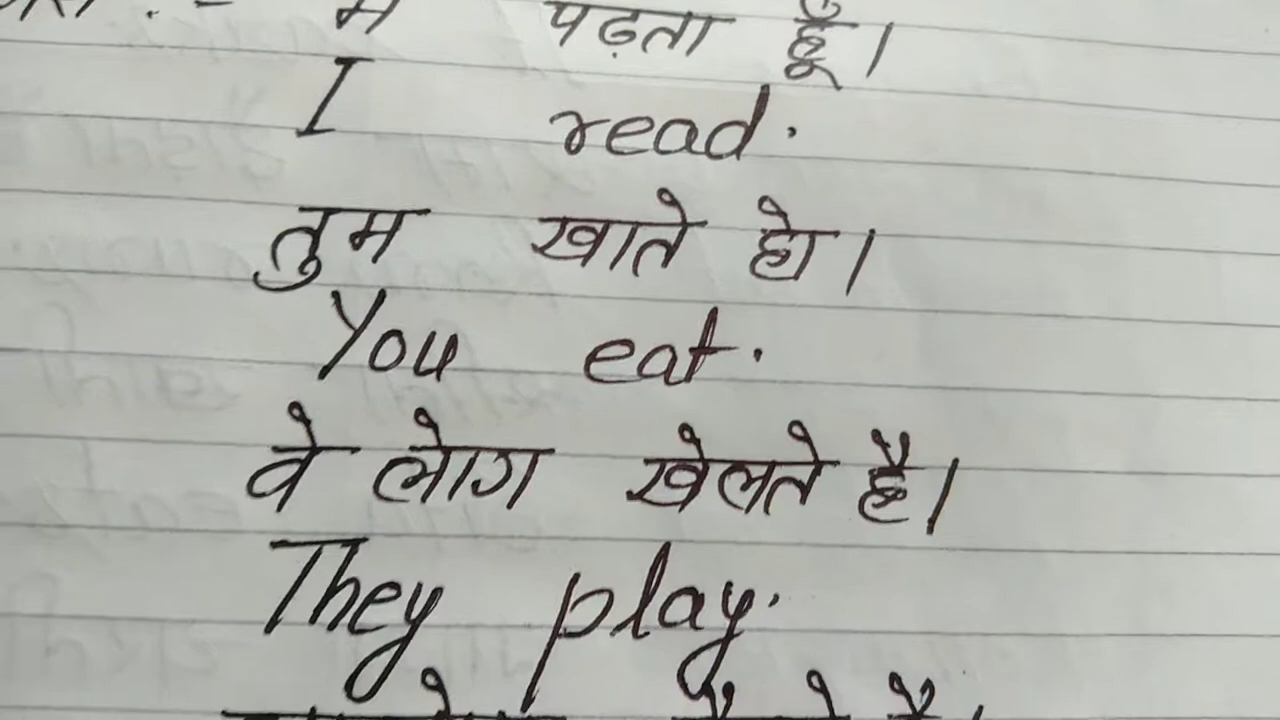 मैं पढ़ता हूँ।
I read.
तुम खाते हो।
You eat.
वे लोग खेलते है।
They play.